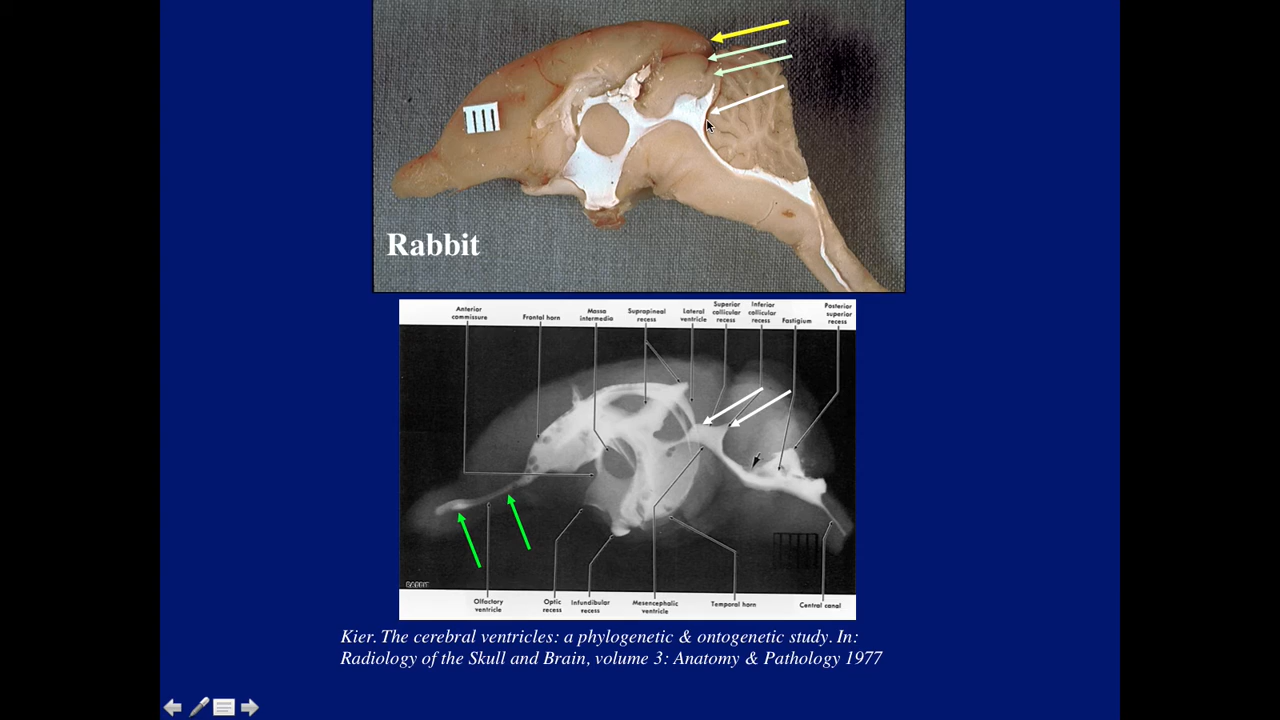 Rabbit
Anterior commissure
Frontal horn
Massa intermedia
Suprapineal recess
Lateral ventricle
Superior collicular recess
Inferior collicular recess
Fastigium
Posterior superior recess
RABBIT
Olfactory ventricle
Optic recess
Infundibular recess
Mesencephalic ventricle
Temporal horn
Central canal
Kier. The cerebral ventricles: a phylogenetic & ontogenetic study. In:
Radiology of the Skull and Brain, volume 3: Anatomy & Pathology 1977